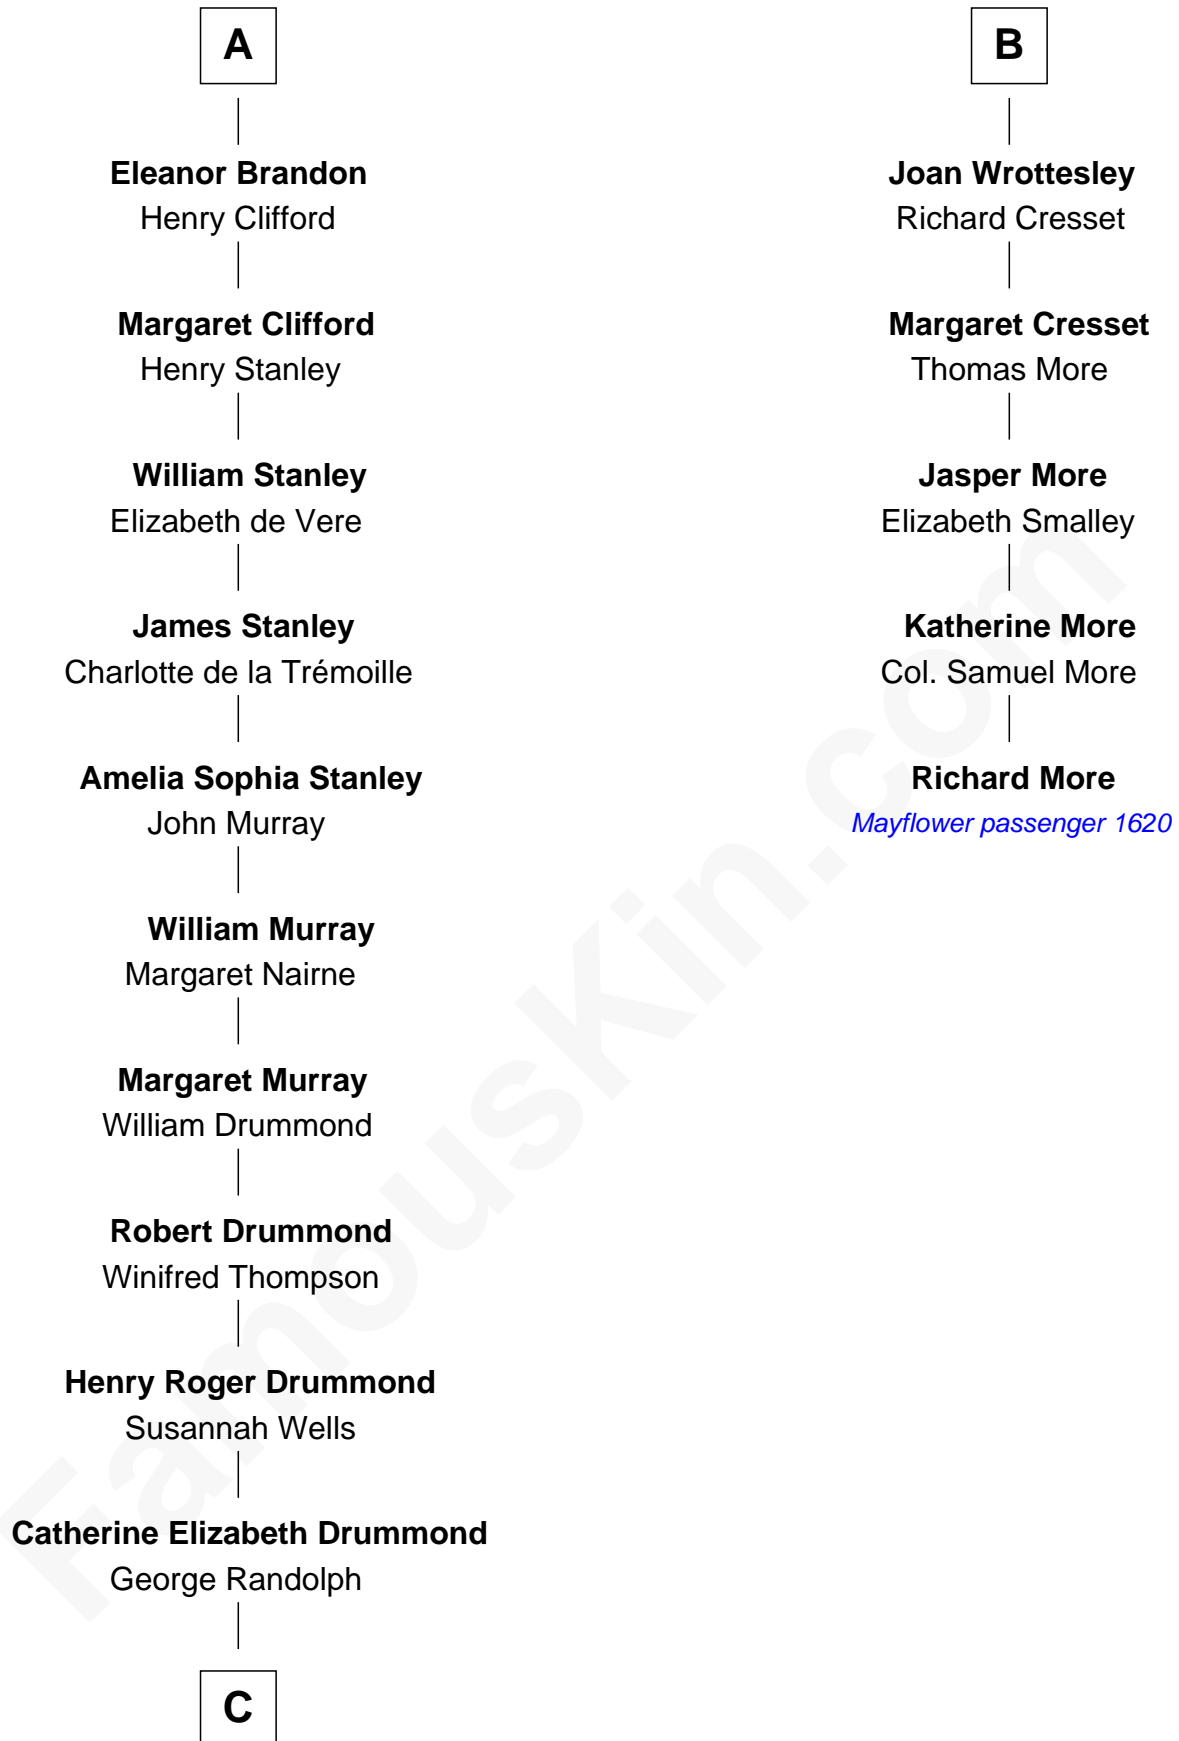 A
Eleanor Brandon
Henry Clifford
Margaret Clifford
Henry Stanley
William Stanley
Elizabeth de Vere
James Stanley
Charlotte de la Trémoille
Amelia Sophia Stanley
John Murray
William Murray
Margaret Nairne
Margaret Murray
William Drummond
Robert Drummond
Winifred Thompson
Henry Roger Drummond
Susannah Wells
Catherine Elizabeth Drummond
George Randolph
C
B
Joan Wrottesley
Richard Cresset
Margaret Cresset
Thomas More
Jasper More
Elizabeth Smalley
Katherine More
Col. Samuel More
Richard More
Mayflower passenger 1620
FamousKin.com